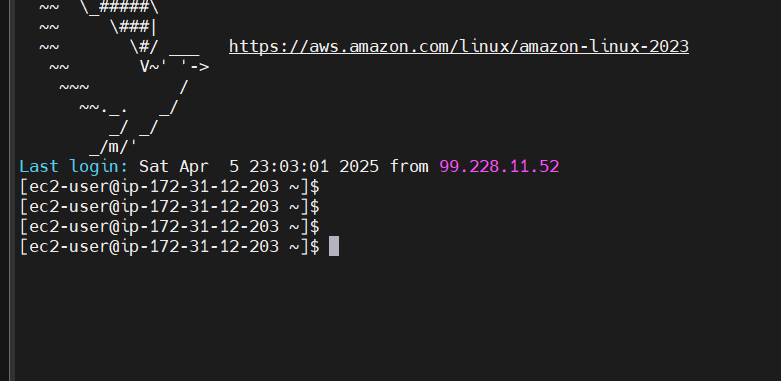 ~~  \_#####\
~~     \###|
~~       \#/ ___   https://aws.amazon.com/linux/amazon-linux-2023
~~       V~' '->
~~~         /
~~._.   _/
_/ _/
_/m/'
Last login: Sat Apr  5 23:03:01 2025 from 99.228.11.52
[ec2-user@ip-172-31-12-203 ~]$
[ec2-user@ip-172-31-12-203 ~]$
[ec2-user@ip-172-31-12-203 ~]$
[ec2-user@ip-172-31-12-203 ~]$